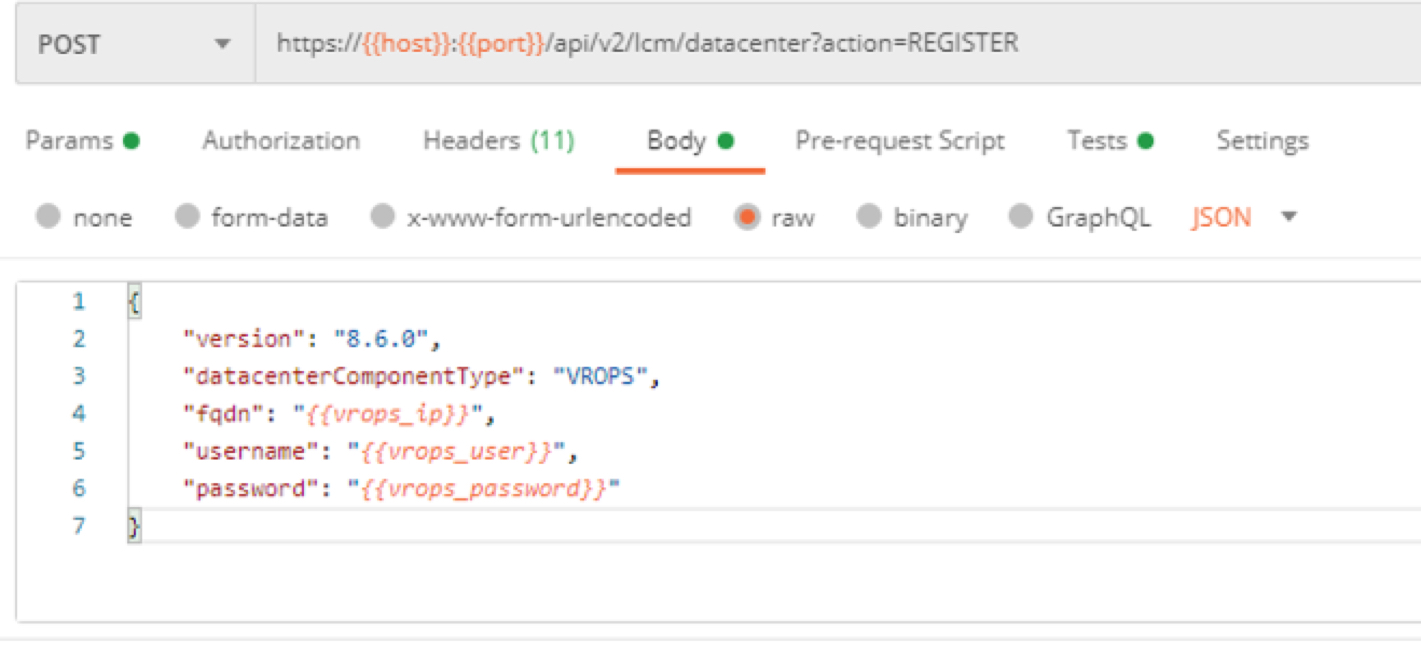 POST https://{{host}}:{{port}}/api/v2/lcm/datacenter?action=REGISTER
Params Authorization Headers (11) Body Pre-request Script Tests Settings
none form-data x-www-form-urlencoded raw binary GraphQL JSON
1 {
2 "version": "8.6.0",
3 "datacenterComponentType": "VROPS",
4 "fqdn": "{{vrops_ip}}",
5 "username": "{{vrops_user}}",
6 "password": "{{vrops_password}}"
7 }